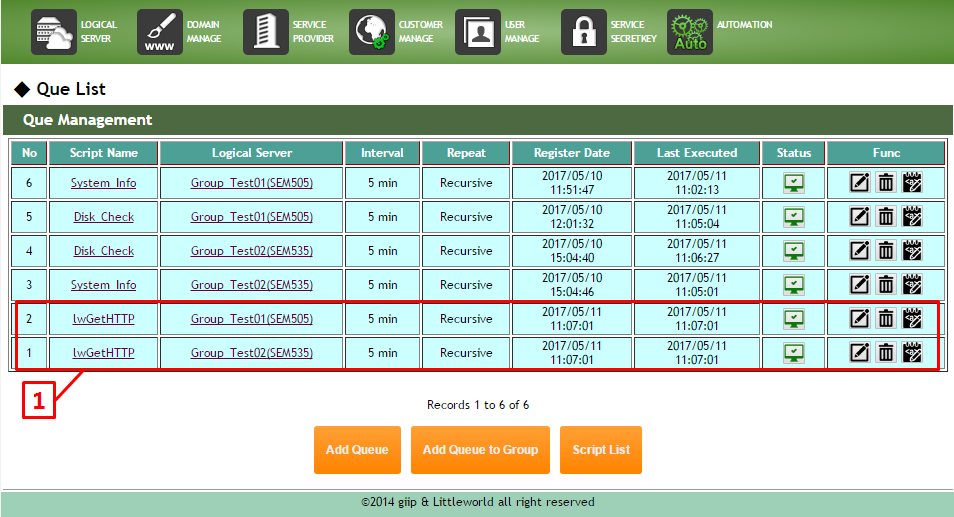 LOGICAL SERVER
www
DOMAIN MANAGE
SERVICE PROVIDER
CUSTOMER MANAGE
USER MANAGE
SERVICE SECRETKEY
Auto
AUTOMATION
◆ Que List
Que Management
No Script Name Logical Server Interval Repeat Register Date Last Executed Status Func
6 System_Info Group_Test01(SEM505) 5 min Recursive 2017/05/10 11:51:47 2017/05/11 11:02:13
5 Disk_Check Group_Test01(SEM505) 5 min Recursive 2017/05/10 12:01:32 2017/05/11 11:05:04
4 Disk_Check Group_Test02(SEM535) 5 min Recursive 2017/05/10 15:04:40 2017/05/11 11:06:27
3 System_Info Group_Test02(SEM535) 5 min Recursive 2017/05/10 15:04:46 2017/05/11 11:05:01
2 lwGetHTTP Group_Test01(SEM505) 5 min Recursive 2017/05/11 11:07:01 2017/05/11 11:07:01
1 lwGetHTTP Group_Test02(SEM535) 5 min Recursive 2017/05/11 11:07:01 2017/05/11 11:07:01
1
Records 1 to 6 of 6
Add Queue Add Queue to Group Script List
©2014 giip & Littleworld all right reserved